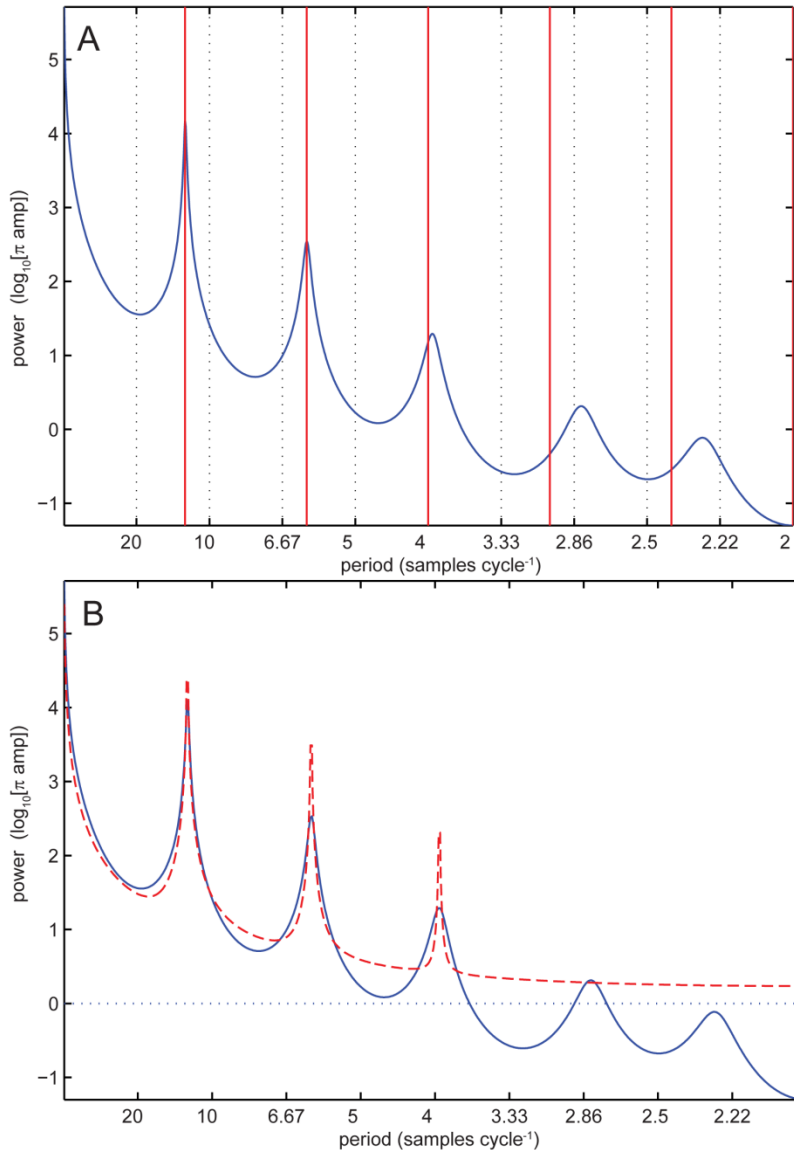 A
5
4
3
2
1
0
−1
power (log₁₀[π amp])
20 10 6.67 5 4 3.33 2.86 2.5 2.22 2
period (samples cycle⁻¹)
B
5
4
3
2
1
0
−1
power (log₁₀[π amp])
20 10 6.67 5 4 3.33 2.86 2.5 2.22
period (samples cycle⁻¹)